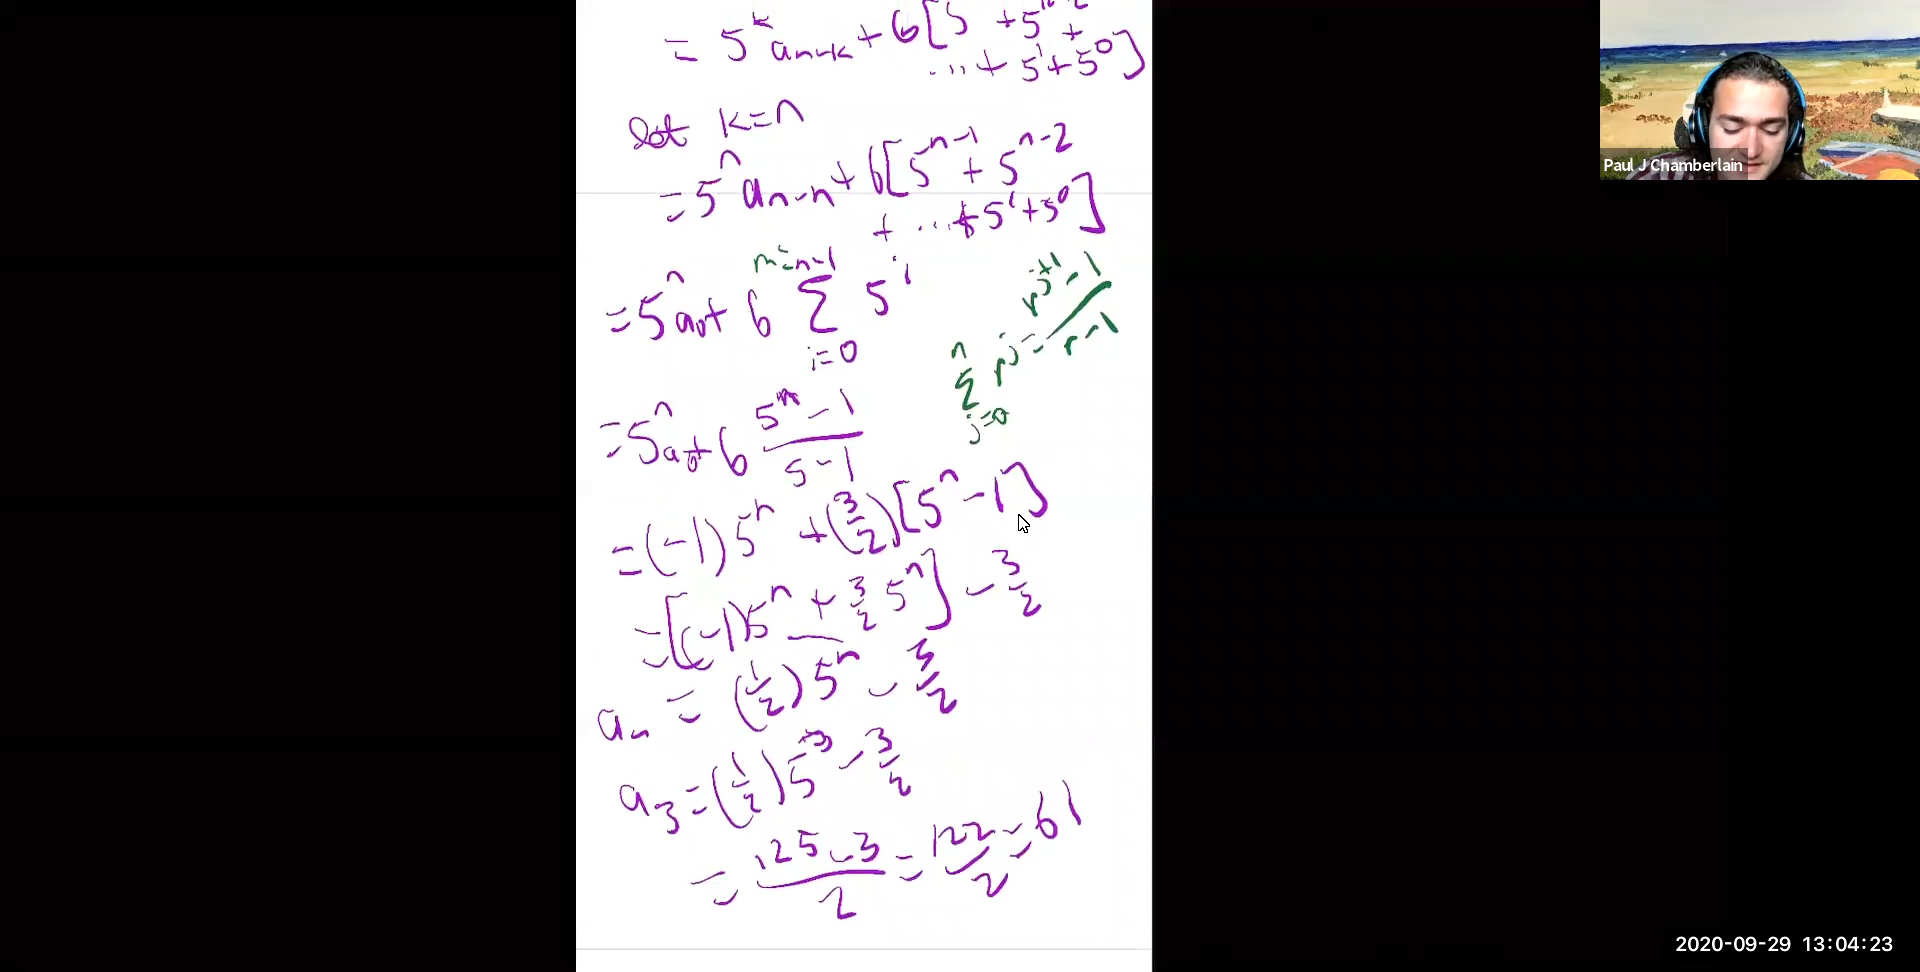 = 5^k a_{n-k} + 6[5 + 5^{k-2} +
... + 5^1 + 5^0]
let k=n
= 5^n a_{n-n} + 6[5^{n-1} + 5^{n-2}
+ ... + 5^1 + 5^0]
m=n-1
= 5^n a_0 + 6 Σ 5^i
i=0
n Σ j=0 r^j = r^{j+1} - 1 / r-1
= 5^n a_0 + 6 5^n - 1 / 5-1
= (-1) 5^n + (3/2)[5^n - 1]
= [(-1)5^n + 3/2 5^n] - 3/2
a_n = (1/2) 5^n - 3/2
a_3 = (1/2) 5^3 - 3/2
= 125-3 / 2 = 122/2 = 61
Paul J Chamberlain
2020-09-29 13:04:23